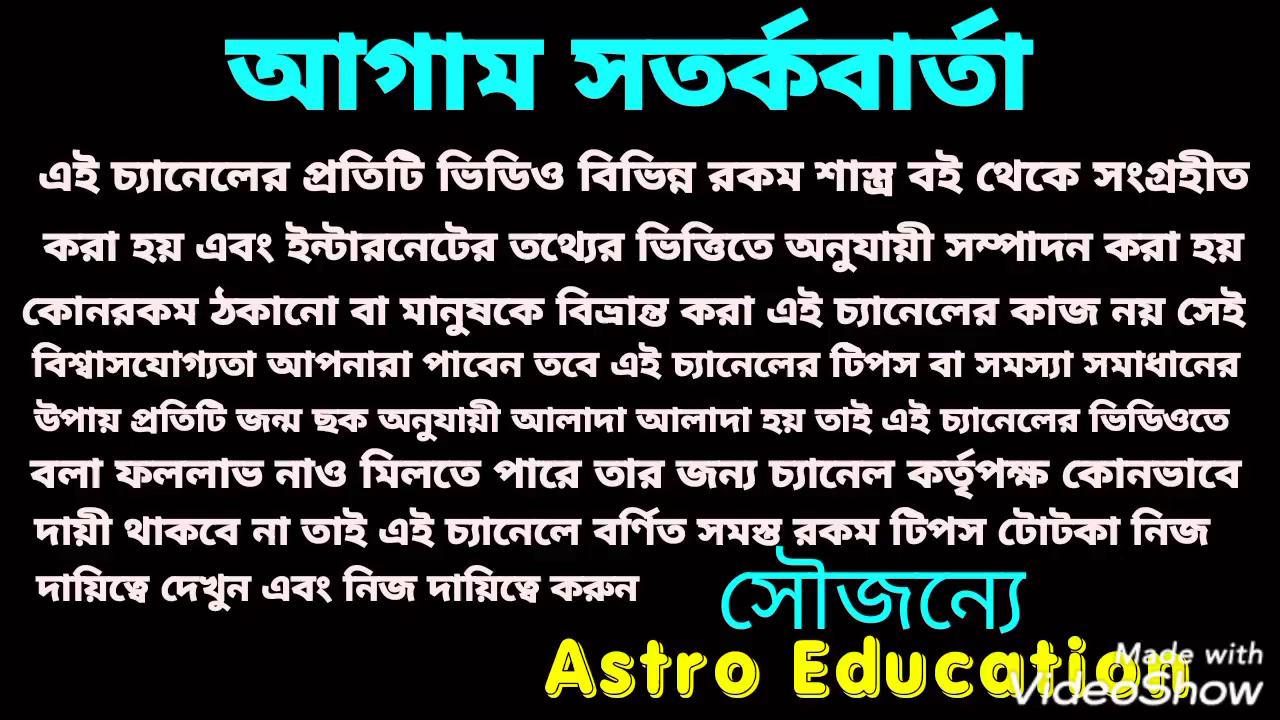 আগাম সতর্কবার্তা
এই চ্যানেলের প্রতিটি ভিডিও বিভিন্ন রকম শাস্ত্র বই থেকে সংগ্রহীত
করা হয় এবং ইন্টারনেটের তথ্যের ভিত্তিতে অনুযায়ী সম্পাদন করা হয়
কোনরকম ঠকানো বা মানুষকে বিভ্রান্ত করা এই চ্যানেলের কাজ নয় সেই
বিশ্বাসযোগ্যতা আপনারা পাবেন তবে এই চ্যানেলের টিপস বা সমস্যা সমাধানের
উপায় প্রতিটি জন্ম ছক অনুযায়ী আলাদা আলাদা হয় তাই এই চ্যানেলের ভিডিওতে
বলা ফললাভ নাও মিলতে পারে তার জন্য চ্যানেল কর্তৃপক্ষ কোনভাবে
দায়ী থাকবে না তাই এই চ্যানেলে বর্ণিত সমস্ত রকম টিপস টোটকা নিজ
দায়িত্বে দেখুন এবং নিজ দায়িত্বে করুন
সৌজন্যে
Astro Education
Made with
VideoShow